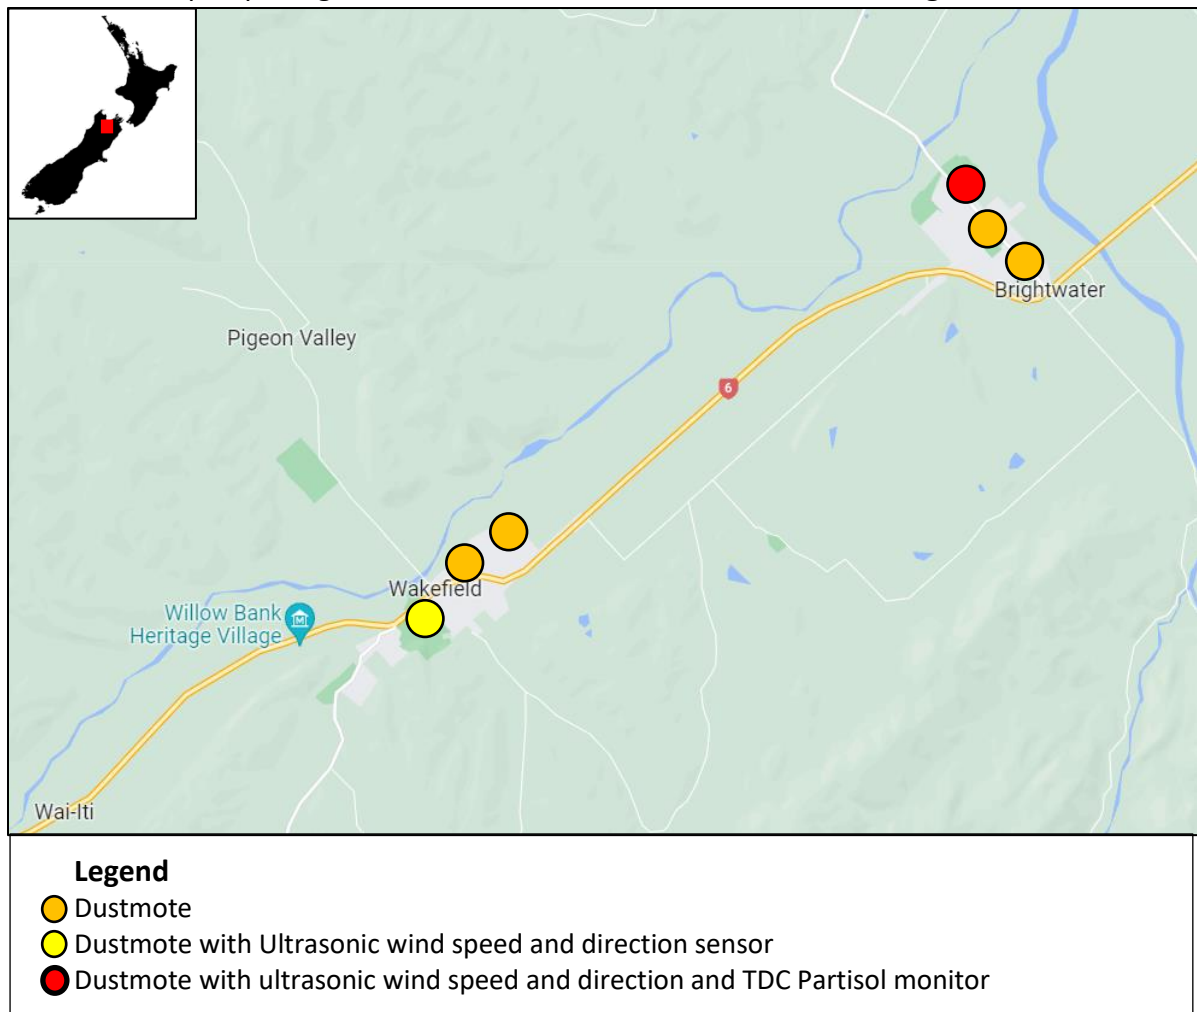 Brightwater
Pigeon Valley
6
Wakefield
Willow Bank
Heritage Village
M
Wai-Iti
Legend
Dustmote
Dustmote with Ultrasonic wind speed and direction sensor
Dustmote with ultrasonic wind speed and direction and TDC Partisol monitor